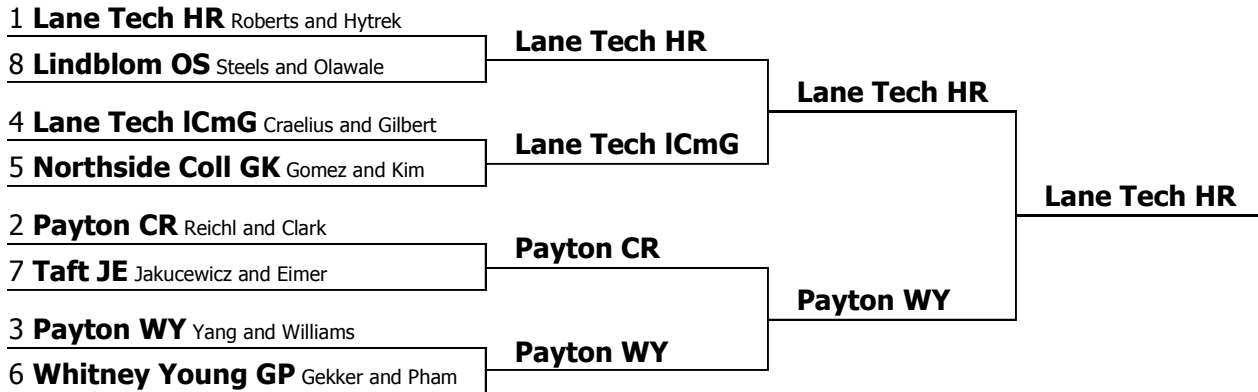 1 Lane Tech HR Roberts and Hytrek
8 Lindblom OS Steels and Olawale
4 Lane Tech lCmG Craelius and Gilbert
5 Northside Coll GK Gomez and Kim
2 Payton CR Reichl and Clark
7 Taft JE Jakucewicz and Eimer
3 Payton WY Yang and Williams
6 Whitney Young GP Gekker and Pham
Lane Tech HR
Lane Tech lCmG
Payton CR
Payton WY
Lane Tech HR
Payton WY
Lane Tech HR